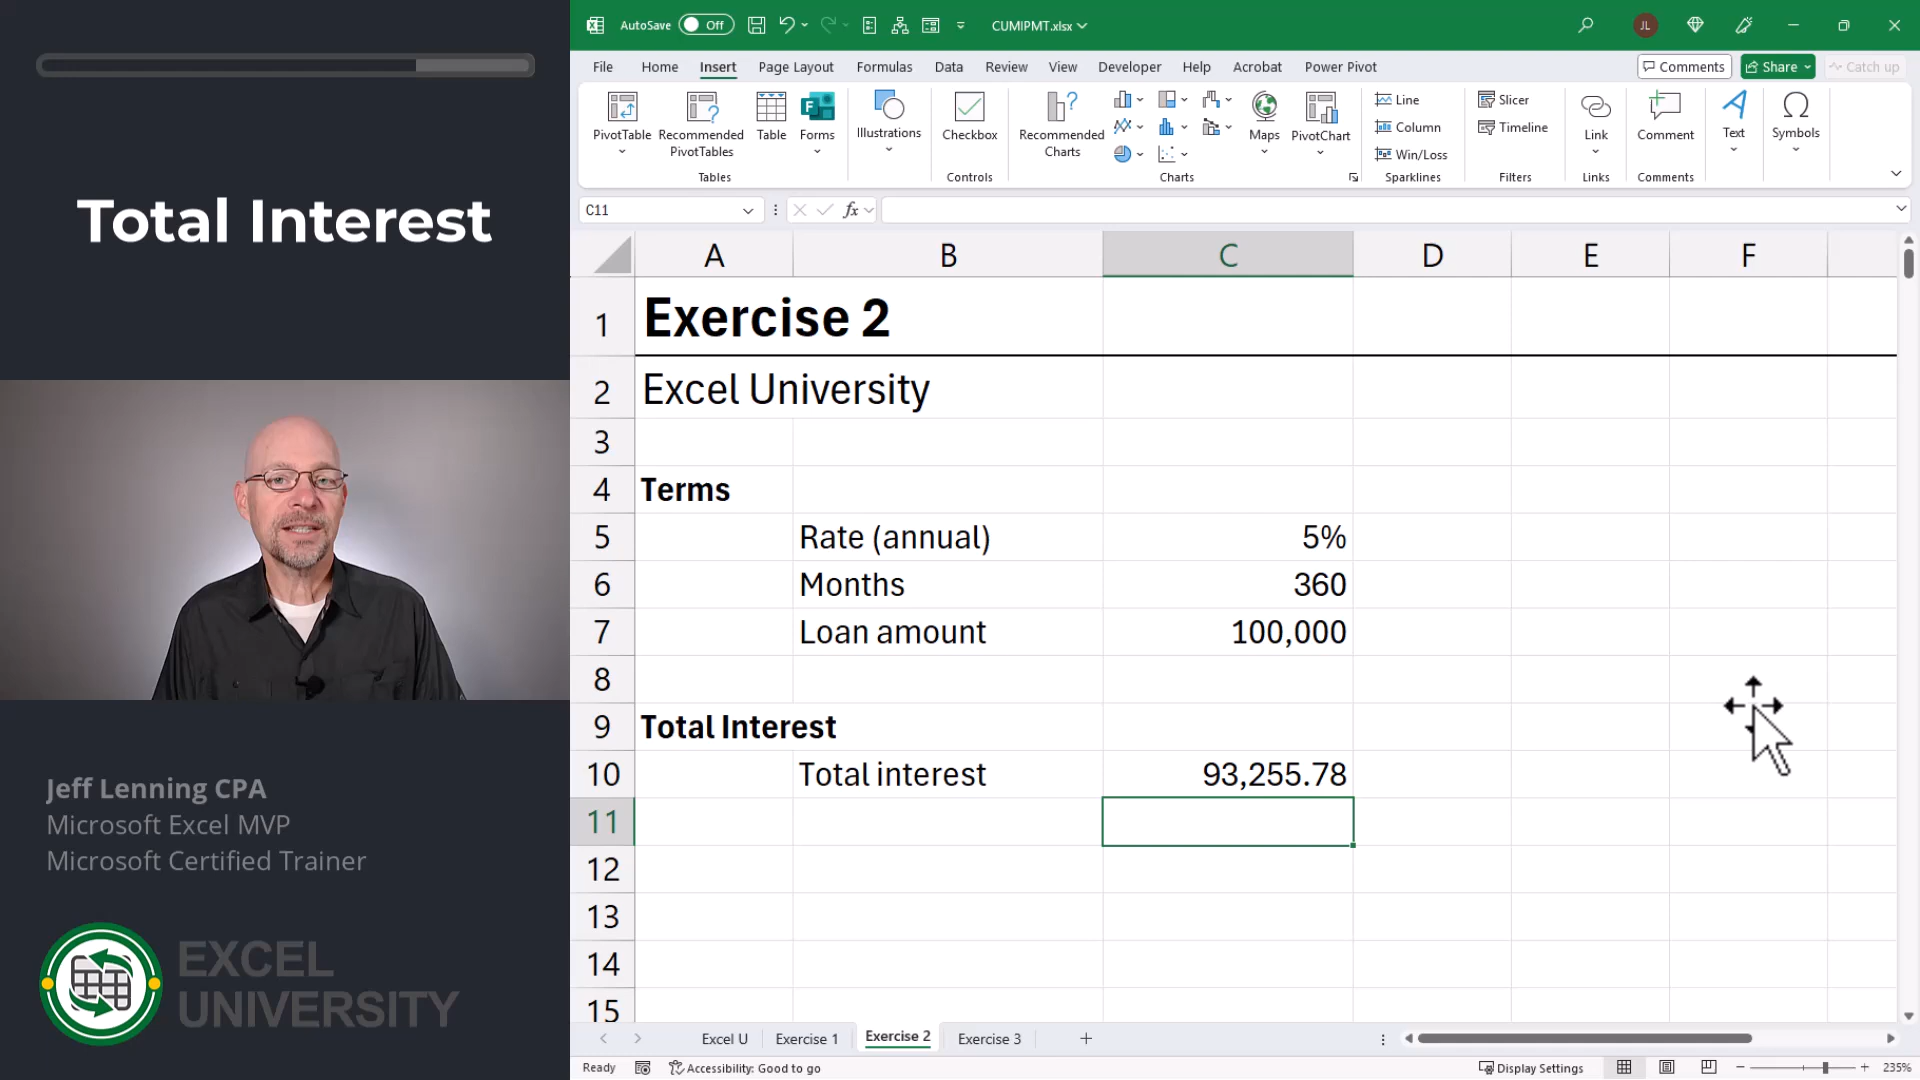 Total Interest
Jeff Lenning CPA
Microsoft Excel MVP
Microsoft Certified Trainer
EXCEL
UNIVERSITY
AutoSave Off CUMIPMT.xlsx JL
File Home Insert Page Layout Formulas Data Review View Developer Help Acrobat Power Pivot Comments Share Catch up
PivotTable Recommended PivotTables Table Forms Illustrations Checkbox Recommended Charts Maps PivotChart Line Column Win/Loss Slicer Timeline Link Comment Text Symbols
Tables Controls Charts Sparklines Filters Links Comments
C11 fx
A B C D E F
1 Exercise 2
2 Excel University
3
4 Terms
5 Rate (annual) 5%
6 Months 360
7 Loan amount 100,000
8
9 Total Interest
10 Total interest 93,255.78
11
12
13
14
15
Excel U Exercise 1 Exercise 2 Exercise 3
Ready Accessibility: Good to go Display Settings 235%